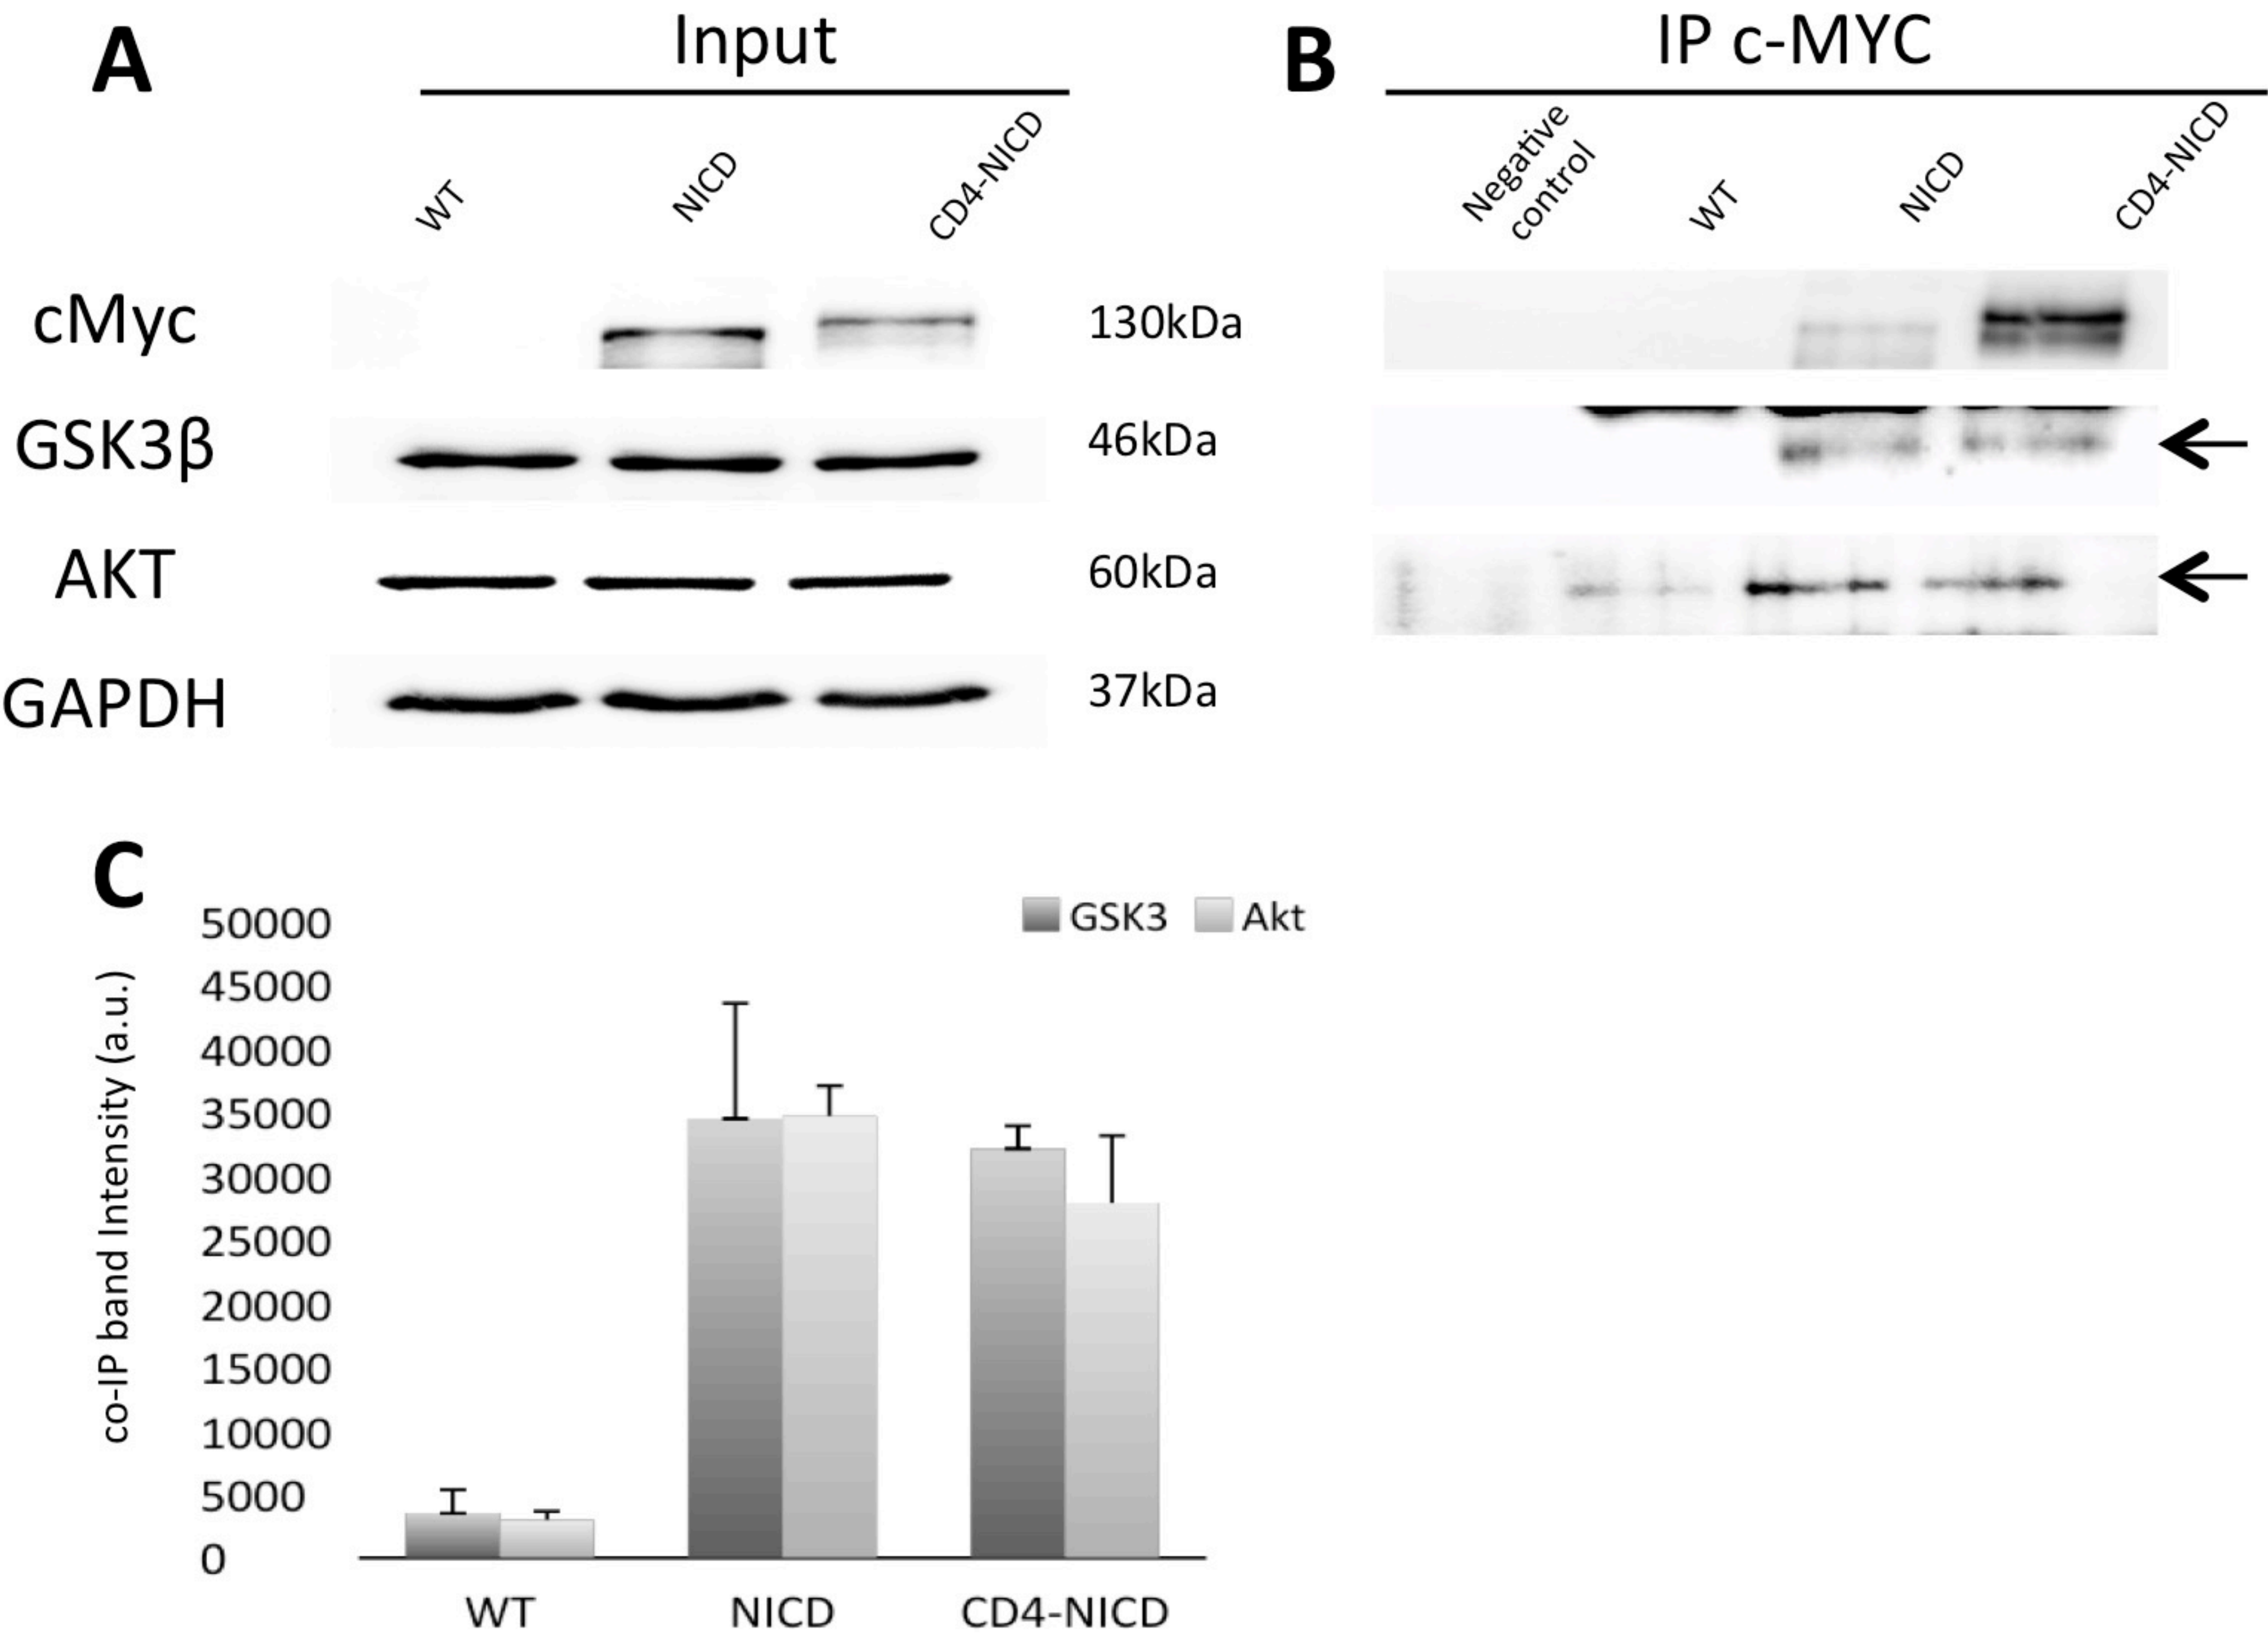 A
Input
WT
NICD
CD4-NICD
cMyc
130kDa
GSK3β
46kDa
AKT
60kDa
GAPDH
37kDa
B
IP c-MYC
Negative
control
WT
NICD
CD4-NICD
C
GSK3
Akt
co-IP band Intensity (a.u.)
50000
45000
40000
35000
30000
25000
20000
15000
10000
5000
0
WT
NICD
CD4-NICD